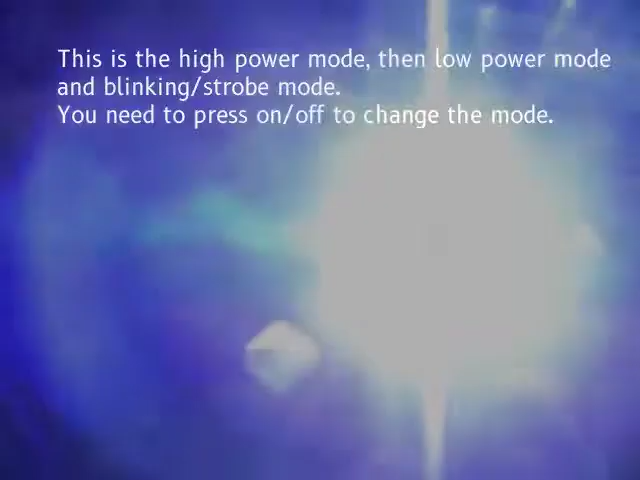 This is the high power mode, then low power mode
and blinking/strobe mode.
You need to press on/off to change the mode.